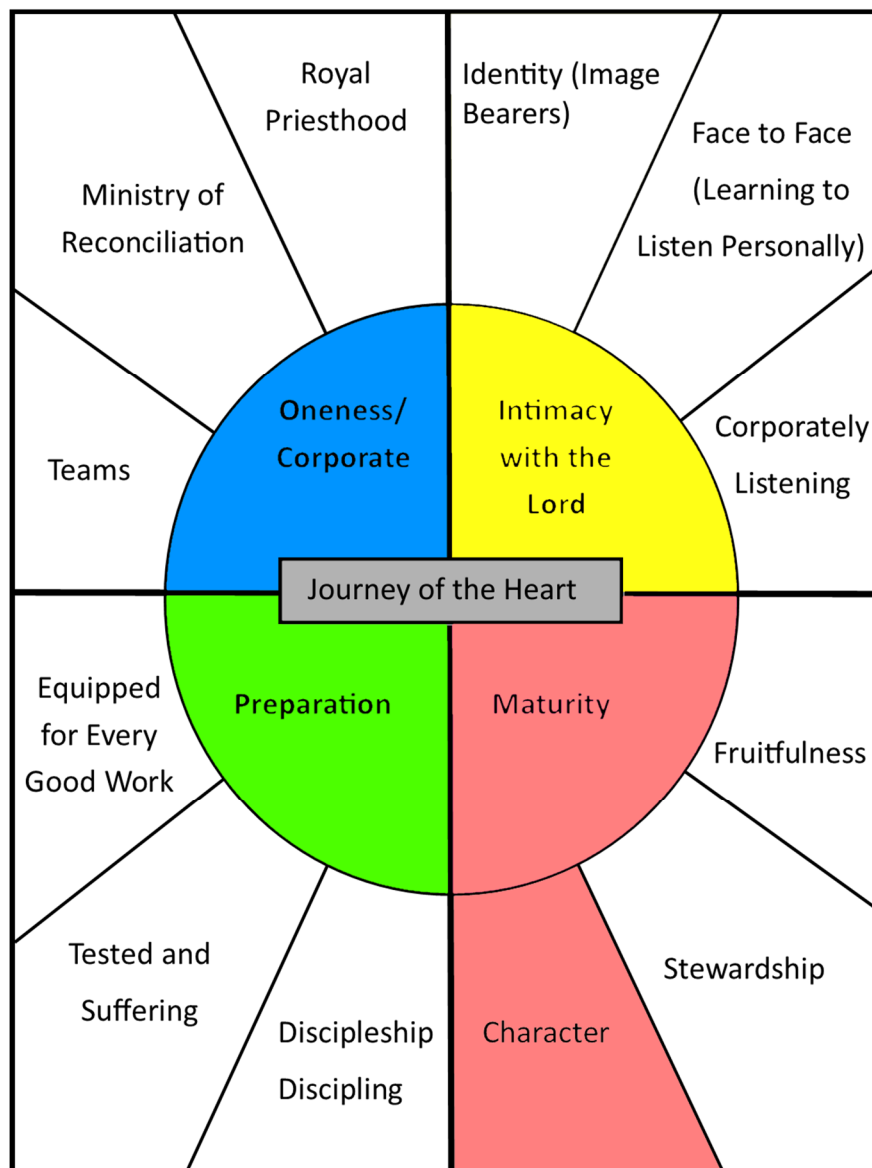 Royal
Priesthood
Identity (Image
Bearers)
Face to Face
(Learning to
Listen Personally)
Ministry of
Reconciliation
Oneness/
Corporate
Intimacy
with the
Lord
Corporately
Listening
Teams
Journey of the Heart
Equipped
for Every
Good Work
Preparation
Maturity
Fruitfulness
Tested and
Suffering
Stewardship
Discipleship
Discipling
Character